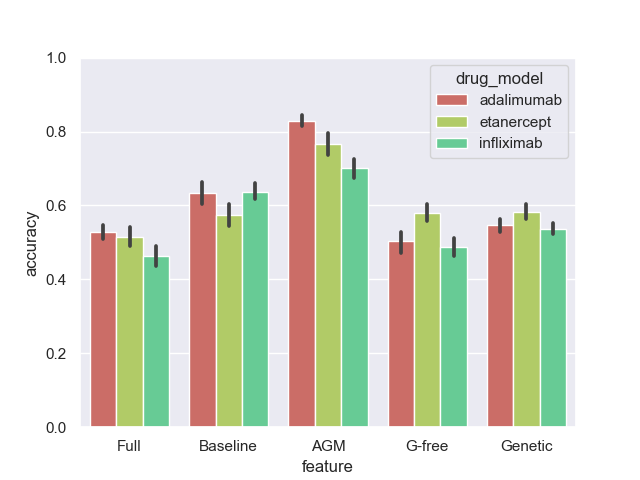 1.0
0.8
0.6
0.4
0.2
0.0
accuracy
drug_model
adalimumab
etanercept
infliximab
Full Baseline AGM G-free Genetic
feature